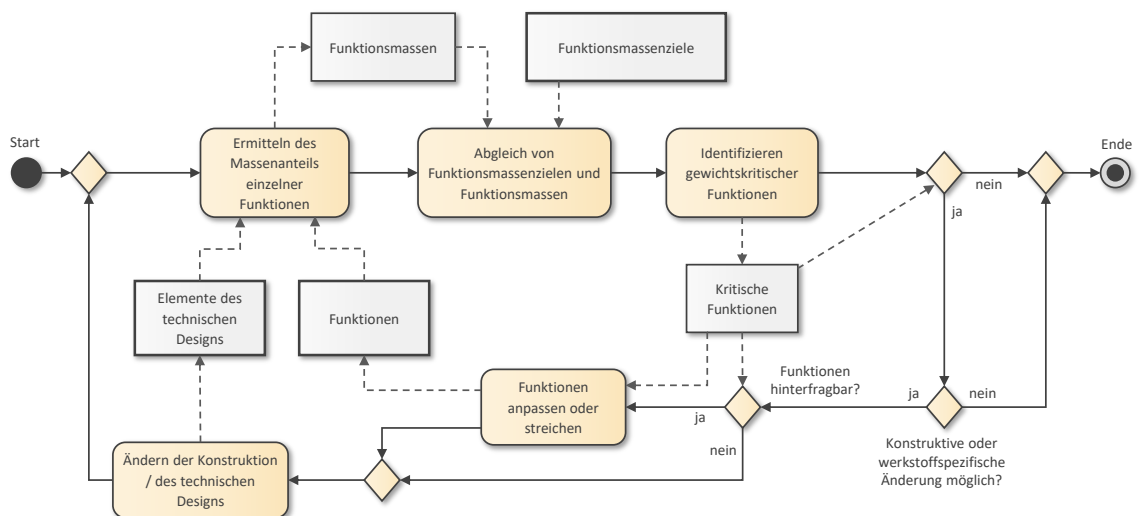 Funktionsmassen
Funktionsmassenziele
Start
Ermitteln des
Massenanteils
einzelner
Funktionen
Abgleich von
Funktionsmassenzielen und
Funktionsmassen
Identifizieren
gewichtskritischer
Funktionen
nein
ja
Ende
Elemente des
technischen
Designs
Funktionen
Kritische
Funktionen
Funktionen
anpassen oder
streichen
ja
nein
Funktionen
hinterfragbar?
ja
nein
Konstruktive oder
werkstoffspezifische
Änderung möglich?
Ändern der Konstruktion
/ des technischen
Designs